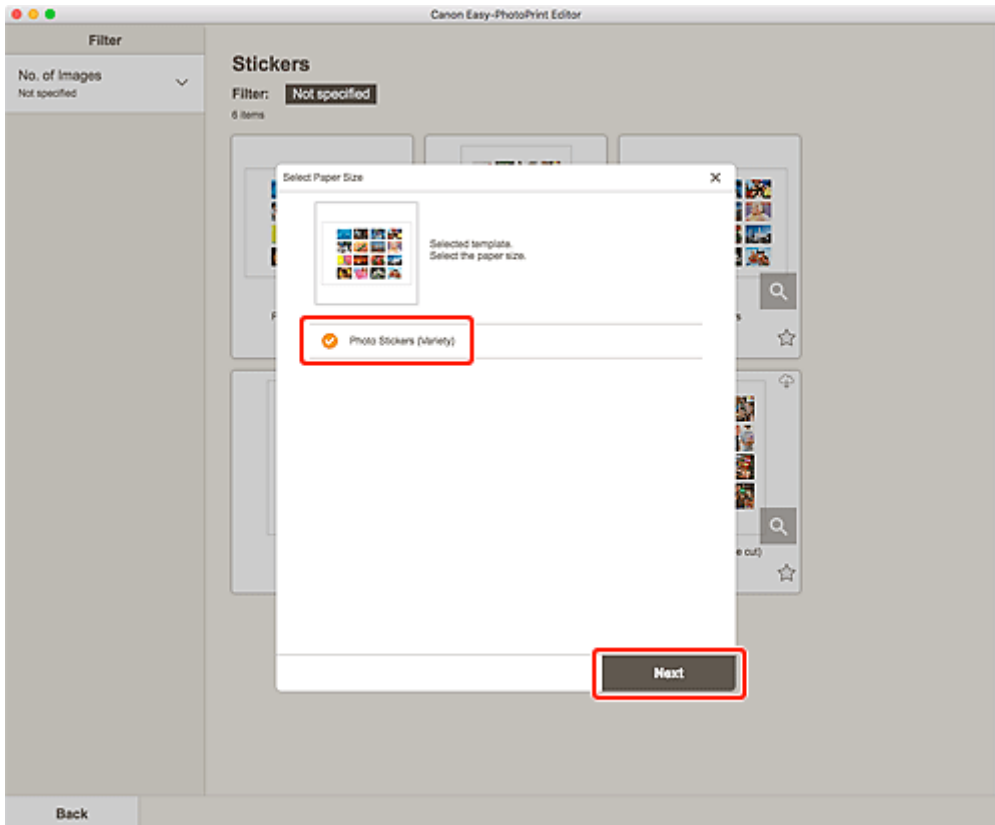 Canon Easy-PhotoPrint Editor
Filter
No. of Images
Not specified
Stickers
Filter: Not specified
6 items
Select Paper Size
Selected template.
Select the paper size.
Photo Stickers (Variety)
e cut)
Next
Back